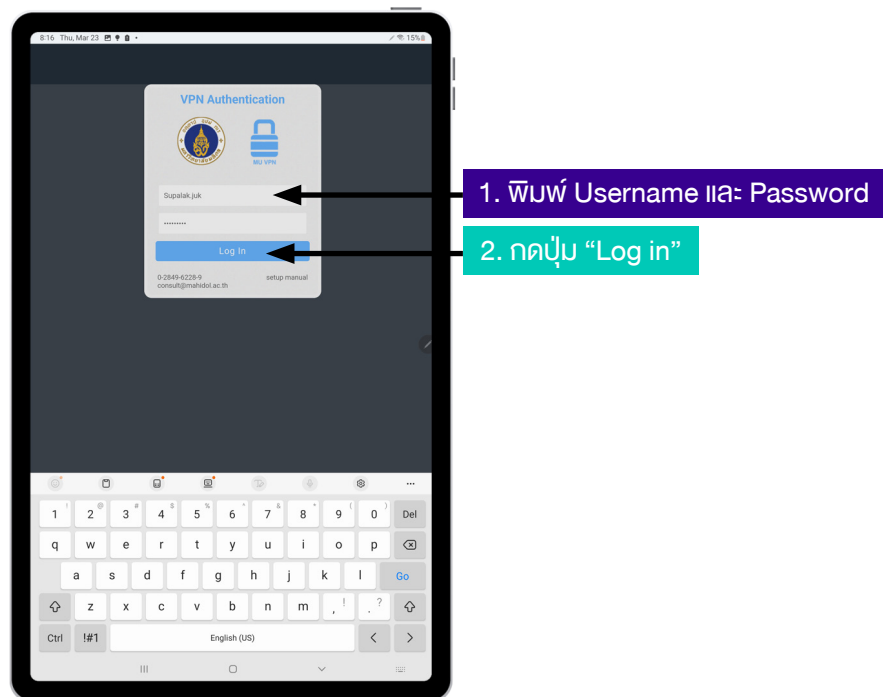 8:16 Thu, Mar 23
15%
VPN Authentication
MU VPN
Supalak.juk
Log In
0-2849-6228-9
setup manual
consult@mahidol.ac.th
1. พิมพ์ Username และ Password
2. กดปุ่ม “Log in”
1 ! 2 @ 3 # 4 $ 5 % 6 ^ 7 & 8 * 9 ( 0 ) Del
q w e r t y u i o p
a s d f g h j k l Go
z x c v b n m , ! . ?
Ctrl !#1 English (US) < >